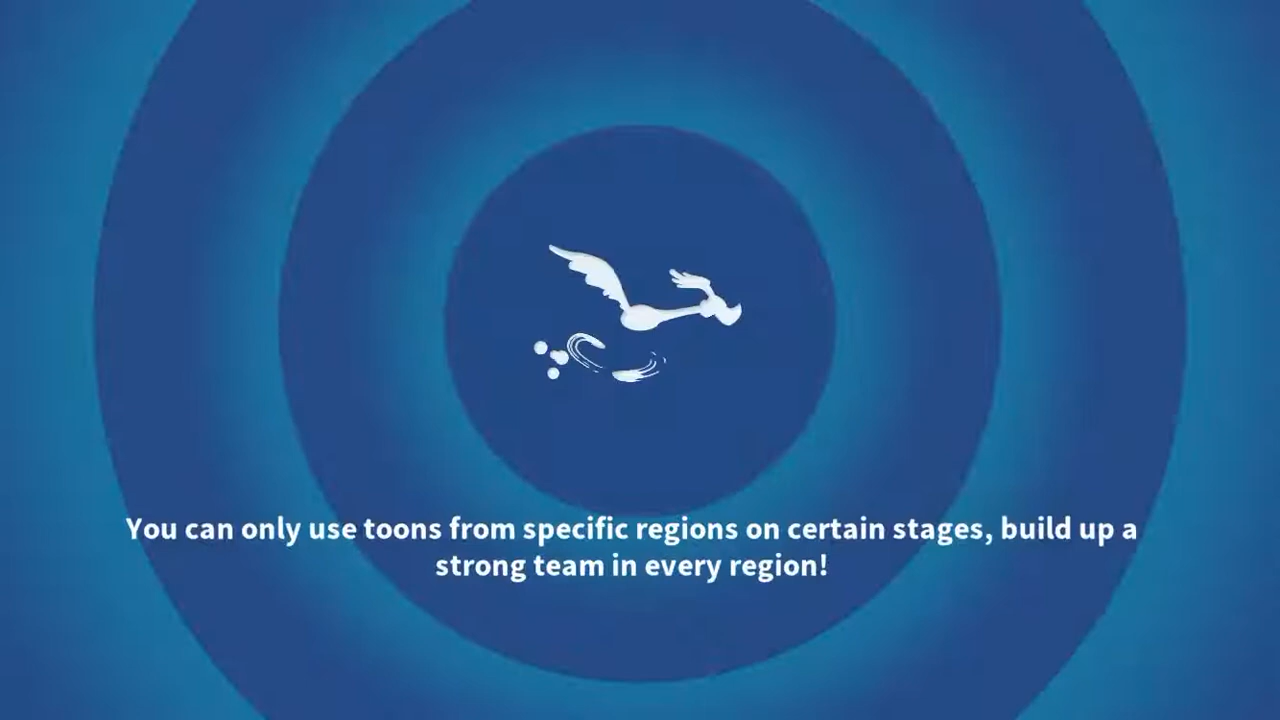 You can only use toons from specific regions on certain stages, build up a
strong team in every region!